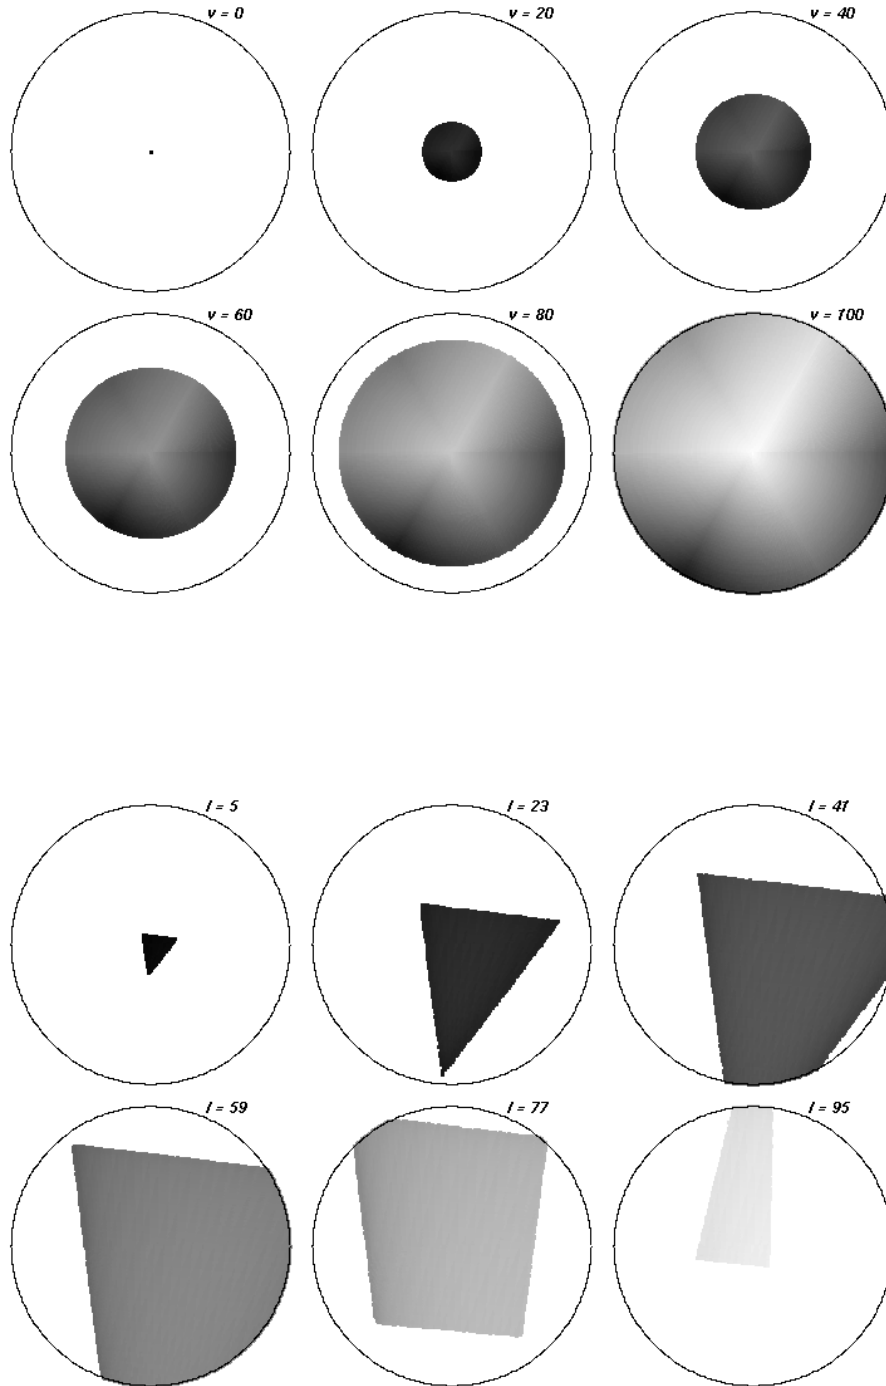 v = 0
v = 20
v = 40
v = 60
v = 80
v = 100
l = 5
l = 23
l = 41
l = 59
l = 77
l = 95